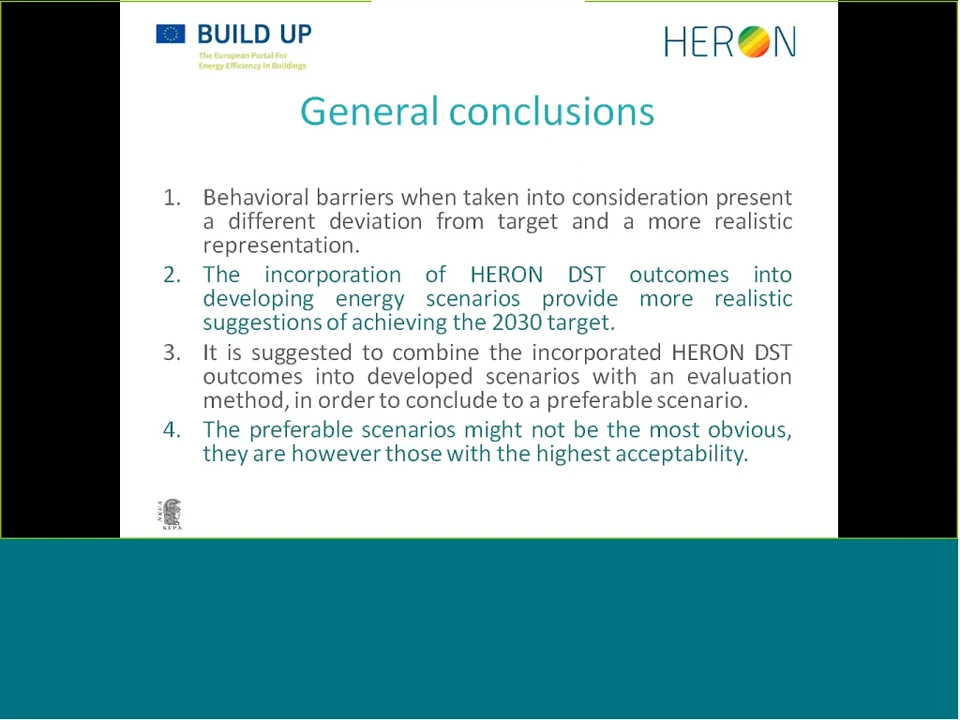 BUILD UP
The European Portal For
Energy Efficiency In Buildings
HERON
General conclusions
1. Behavioral barriers when taken into consideration present
a different deviation from target and a more realistic
representation.
2. The incorporation of HERON DST outcomes into
developing energy scenarios provide more realistic
suggestions of achieving the 2030 target.
3. It is suggested to combine the incorporated HERON DST
outcomes into developed scenarios with an evaluation
method, in order to conclude to a preferable scenario.
4. The preferable scenarios might not be the most obvious,
they are however those with the highest acceptability.